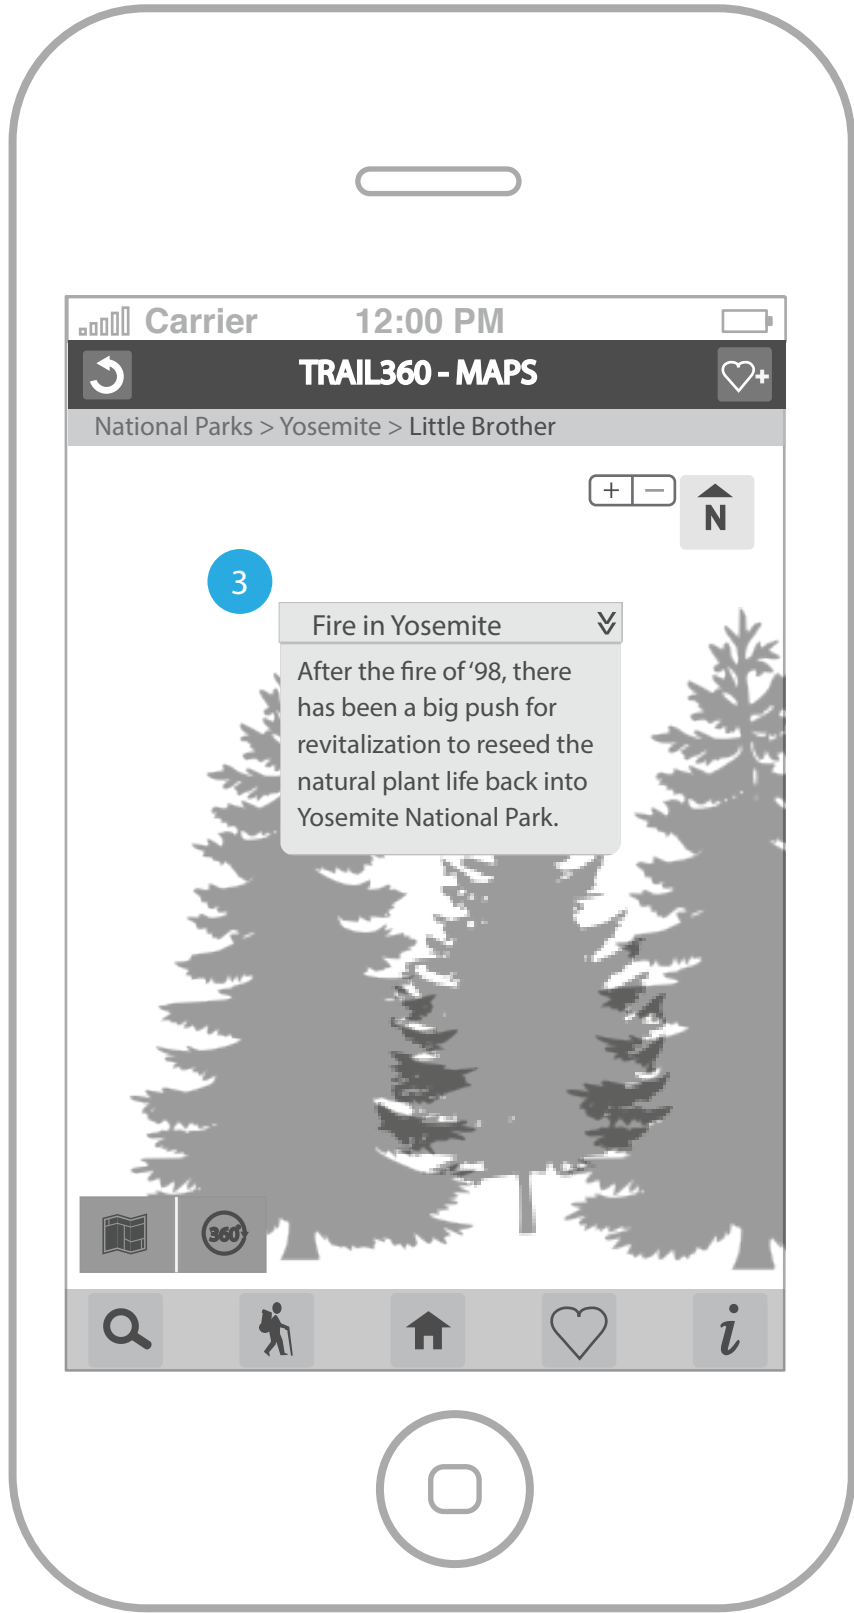 Carrier 12:00 PM
TRAIL360 - MAPS
National Parks > Yosemite > Little Brother
+ −
N
3
Fire in Yosemite
After the fire of ‘98, there
has been a big push for
revitalization to reseed the
natural plant life back into
Yosemite National Park.
360°
i